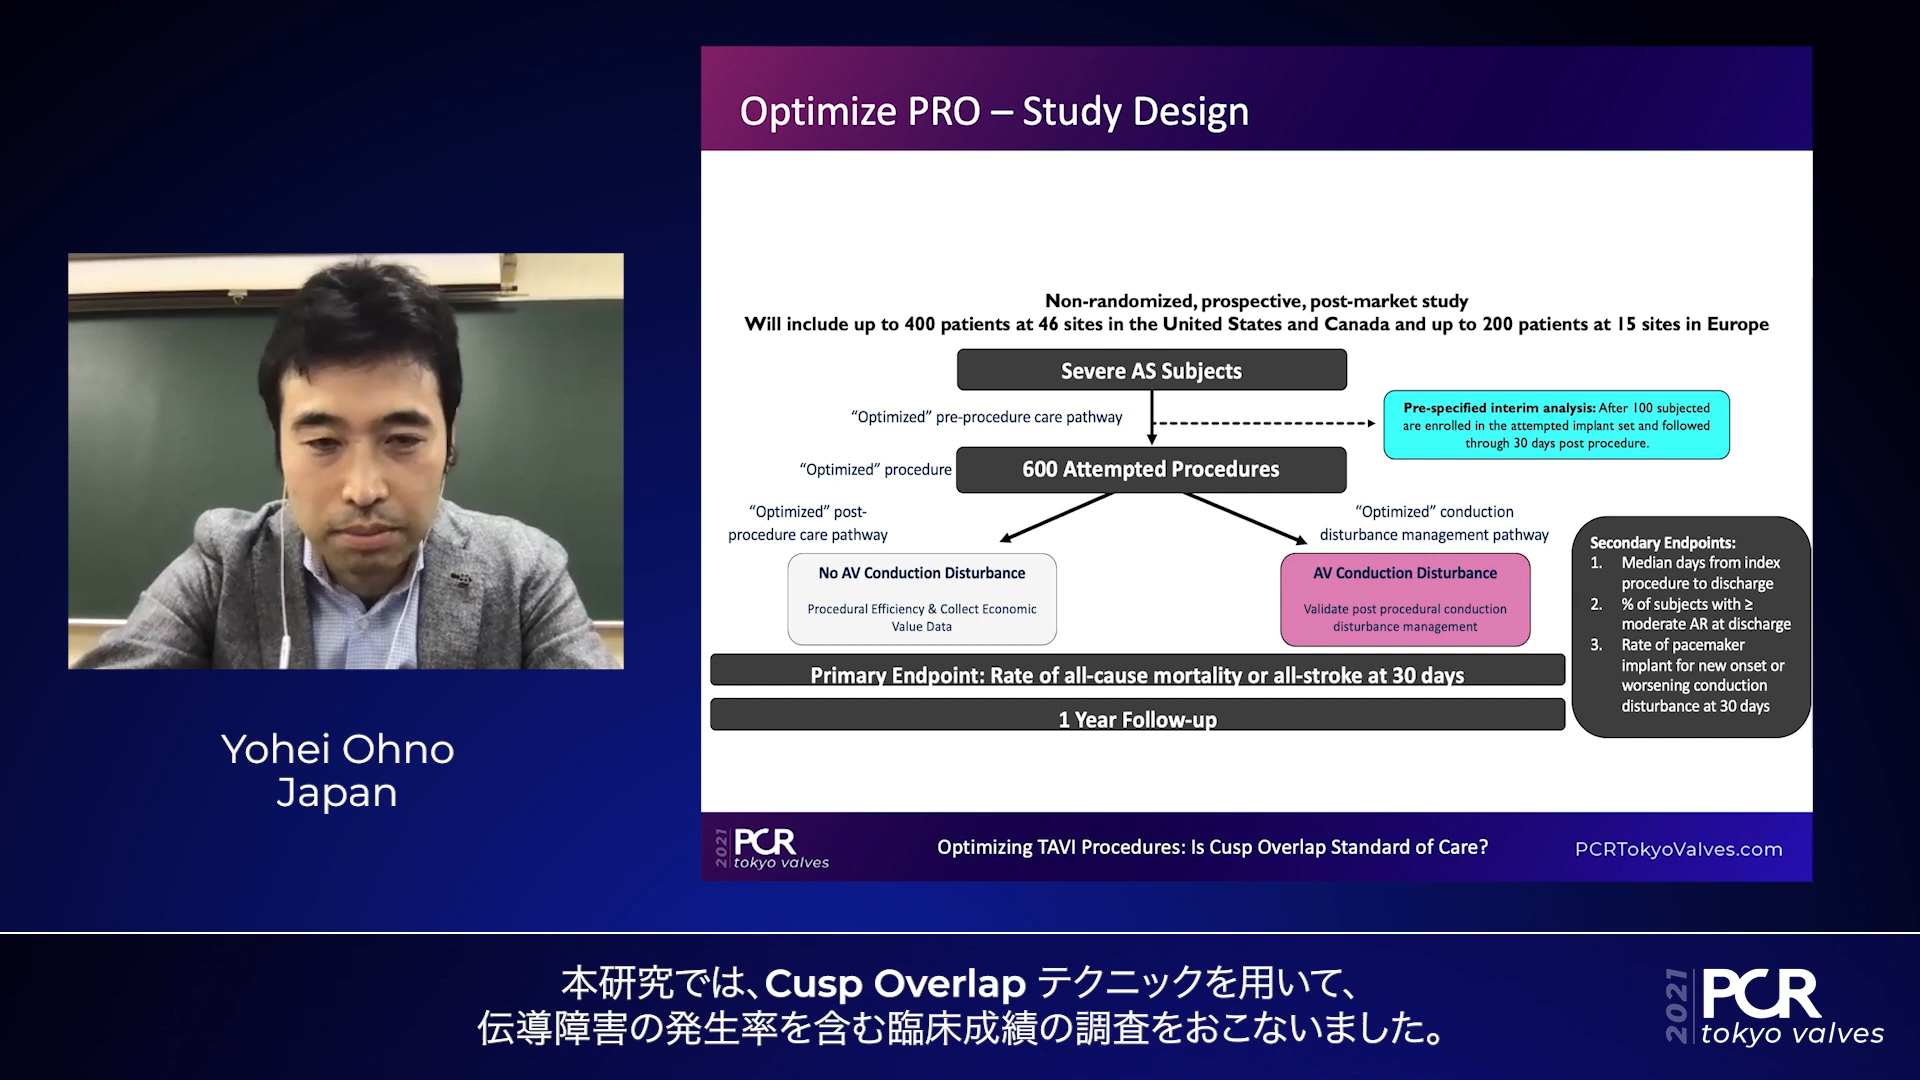 Optimize PRO – Study Design
Non-randomized, prospective, post-market study
Will include up to 400 patients at 46 sites in the United States and Canada and up to 200 patients at 15 sites in Europe
Severe AS Subjects
"Optimized" pre-procedure care pathway
Pre-specified interim analysis: After 100 subjected
are enrolled in the attempted implant set and followed
through 30 days post procedure.
"Optimized" procedure
600 Attempted Procedures
"Optimized" post-
procedure care pathway
"Optimized" conduction
disturbance management pathway
No AV Conduction Disturbance
Procedural Efficiency & Collect Economic
Value Data
AV Conduction Disturbance
Validate post procedural conduction
disturbance management
Secondary Endpoints:
1. Median days from index
procedure to discharge
2. % of subjects with ≥
moderate AR at discharge
3. Rate of pacemaker
implant for new onset or
worsening conduction
disturbance at 30 days
Primary Endpoint: Rate of all-cause mortality or all-stroke at 30 days
1 Year Follow-up
2021 PCR
tokyo valves
Optimizing TAVI Procedures: Is Cusp Overlap Standard of Care?
PCRTokyoValves.com
Yohei Ohno
Japan
本研究では、Cusp Overlap テクニックを用いて、
伝導障害の発生率を含む臨床成績の調査をおこないました。
2021 PCR
tokyo valves